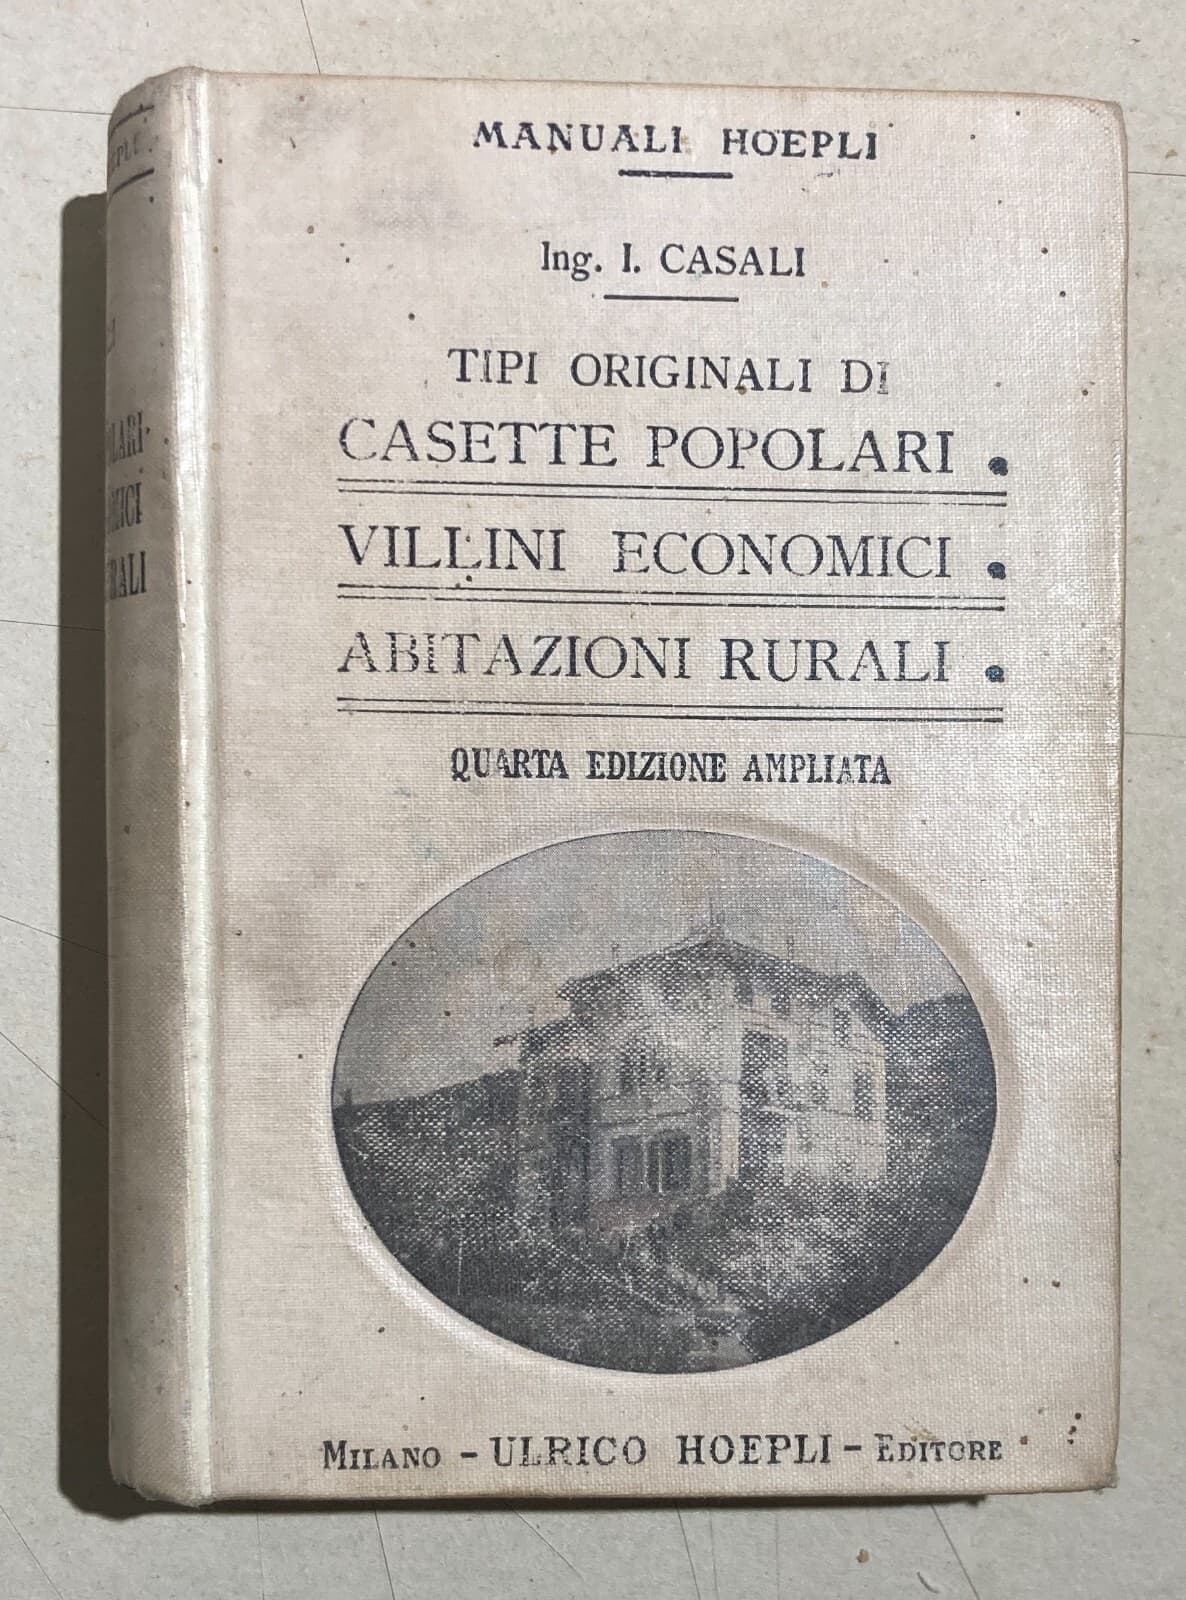 MANUALI HOEPLI
Ing. I. CASALI
TIPI ORIGINALI DI
CASETTE POPOLARI .
VILLINI ECONOMICI .
ABITAZIONI RURALI .
QUARTA EDIZIONE AMPLIATA
MILANO - ULRICO HOEPLI - EDITORE